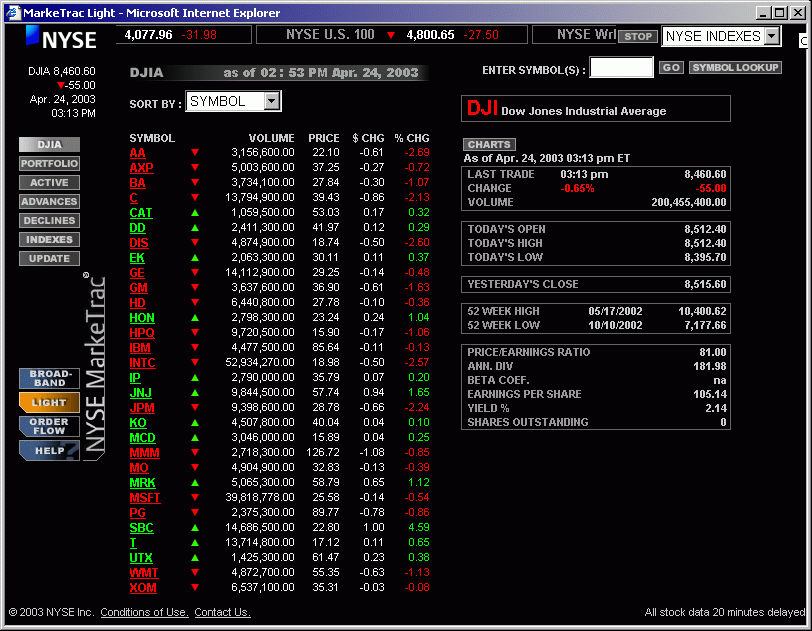 MarkeTrac Light - Microsoft Internet Explorer
NYSE
4,077.96 -31.98 NYSE U.S. 100 ▼ 4,800.65 -27.50 NYSE Wrl STOP NYSE INDEXES
DJIA 8,460.60
▼-55.00
Apr. 24, 2003
03:13 PM
DJIA as of 02 : 53 PM Apr. 24, 2003
ENTER SYMBOL(S) : GO SYMBOL LOOKUP
SORT BY : SYMBOL
DJI Dow Jones Industrial Average
DJIA
PORTFOLIO
ACTIVE
ADVANCES
DECLINES
INDEXES
UPDATE
NYSE MarkeTrac ®
BROAD-
BAND
LIGHT
ORDER
FLOW
HELP ?
SYMBOL VOLUME PRICE $ CHG % CHG
AA ▼ 3,156,600.00 22.10 -0.61 -2.69
AXP ▼ 5,003,600.00 37.25 -0.27 -0.72
BA ▼ 3,734,100.00 27.84 -0.30 -1.07
C ▼ 13,794,900.00 39.43 -0.86 -2.13
CAT ▲ 1,059,500.00 53.03 0.17 0.32
DD ▲ 2,411,300.00 41.97 0.12 0.29
DIS ▼ 4,874,900.00 18.74 -0.50 -2.60
EK ▲ 2,063,300.00 30.11 0.11 0.37
GE ▼ 14,112,900.00 29.25 -0.14 -0.48
GM ▼ 3,637,600.00 36.90 -0.61 -1.63
HD ▼ 6,440,800.00 27.78 -0.10 -0.36
HON ▲ 2,798,300.00 23.24 0.24 1.04
HPQ ▼ 9,720,500.00 15.90 -0.17 -1.06
IBM ▼ 4,477,500.00 85.64 -0.11 -0.13
INTC ▼ 52,934,270.00 18.98 -0.50 -2.57
IP ▲ 2,790,000.00 35.79 0.07 0.20
JNJ ▲ 9,844,500.00 57.74 0.94 1.65
JPM ▼ 9,398,600.00 28.78 -0.66 -2.24
KO ▲ 4,507,800.00 40.04 0.04 0.10
MCD ▲ 3,046,000.00 15.89 0.04 0.25
MMM ▼ 2,718,300.00 126.72 -1.08 -0.85
MO ▼ 4,904,900.00 32.83 -0.13 -0.39
MRK ▲ 5,065,300.00 58.79 0.65 1.12
MSFT ▼ 39,818,778.00 25.58 -0.14 -0.54
PG ▼ 2,375,300.00 89.77 -0.78 -0.86
SBC ▲ 14,686,500.00 22.80 1.00 4.59
T ▲ 13,714,800.00 17.12 0.11 0.65
UTX ▲ 1,425,300.00 61.47 0.23 0.38
WMT ▼ 4,872,700.00 55.35 -0.63 -1.13
XOM ▼ 6,537,100.00 35.31 -0.03 -0.08
CHARTS
As of Apr. 24, 2003 03:13 pm ET
LAST TRADE 03:13 pm 8,460.60
CHANGE -0.65% -55.00
VOLUME 200,455,400.00
TODAY'S OPEN 8,512.40
TODAY'S HIGH 8,512.40
TODAY'S LOW 8,395.70
YESTERDAY'S CLOSE 8,515.60
52 WEEK HIGH 05/17/2002 10,400.62
52 WEEK LOW 10/10/2002 7,177.66
PRICE/EARNINGS RATIO 81.00
ANN. DIV 181.98
BETA COEF. na
EARNINGS PER SHARE 105.14
YIELD % 2.14
SHARES OUTSTANDING 0
© 2003 NYSE Inc. Conditions of Use. Contact Us.
All stock data 20 minutes delayed